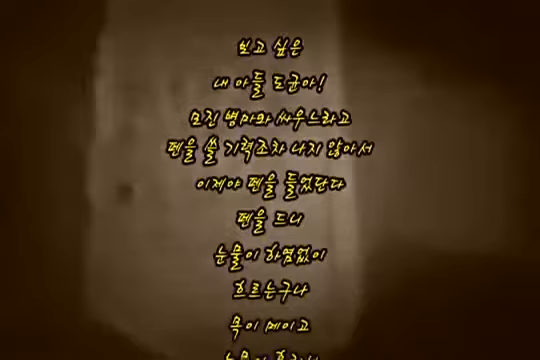 보고 싶은
내 아들 도균아!
모진 병마와 싸우느라고
펜을 쓸 기력조차 나지 않아서
이제야 펜을 들었단다
펜을 드니
눈물이 하염없이
흐르는구나
목이 메이고